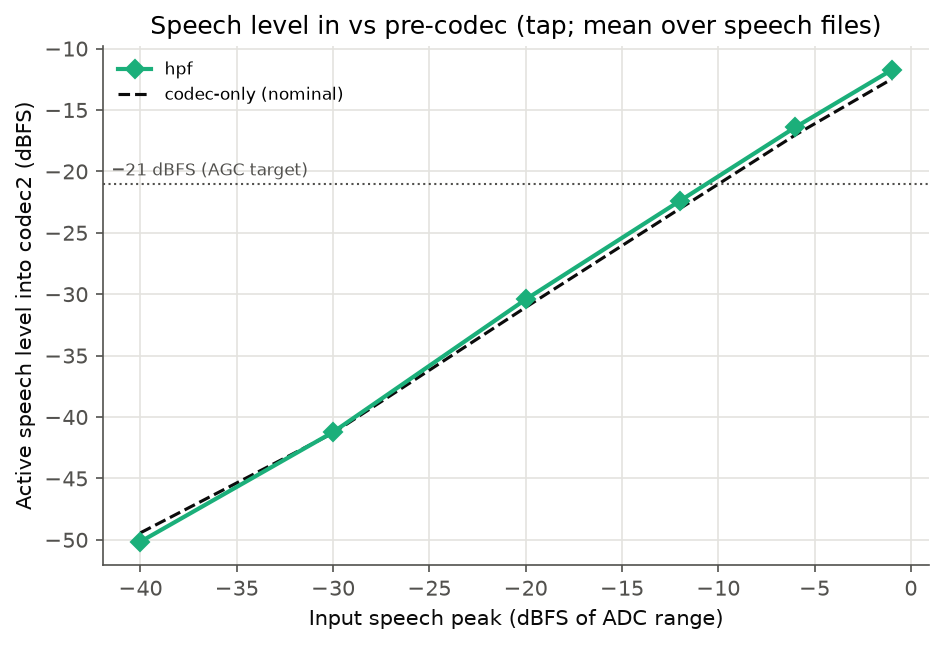 Speech level in vs pre-codec (tap; mean over speech files)
hpf
codec-only (nominal)
−21 dBFS (AGC target)
Active speech level into codec2 (dBFS)
−10
−15
−20
−25
−30
−35
−40
−45
−50
−40 −35 −30 −25 −20 −15 −10 −5 0
Input speech peak (dBFS of ADC range)